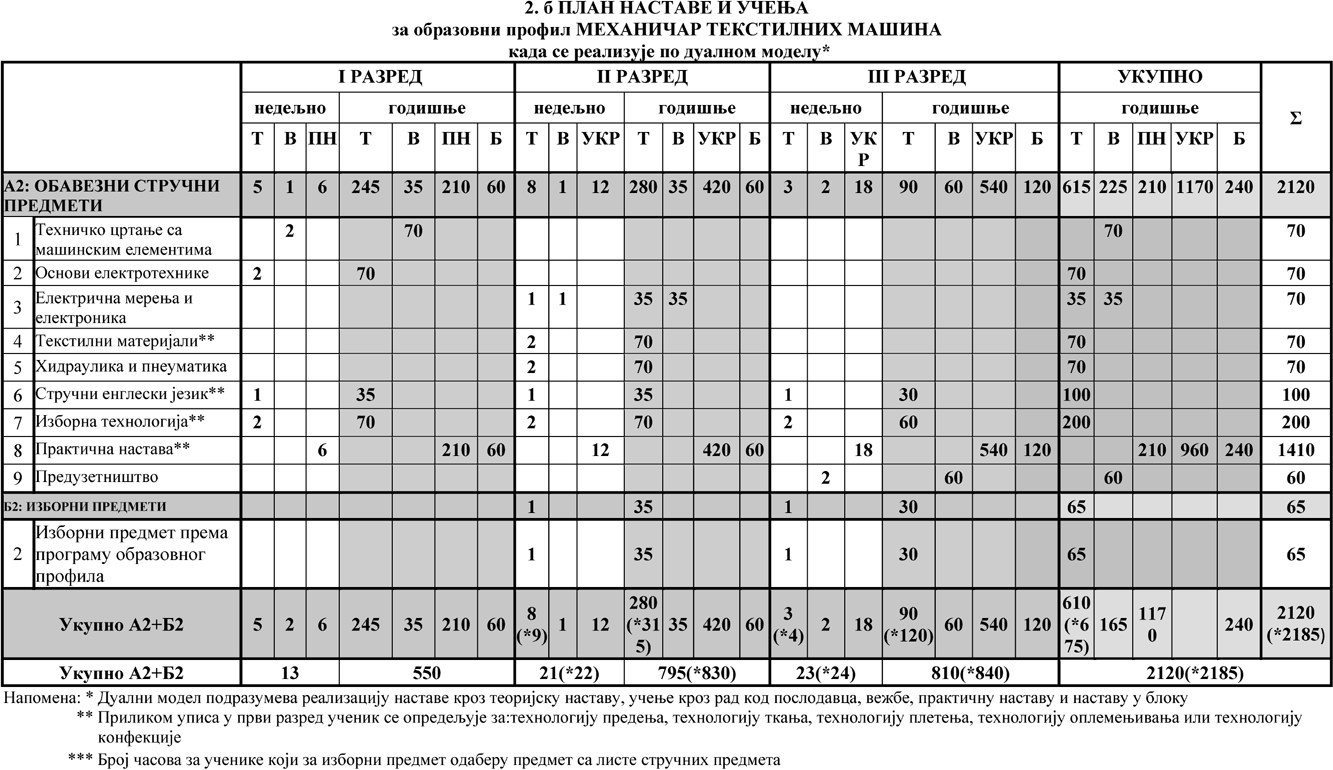 2. б ПЛАН НАСТАВЕ И УЧЕЊА
за образовни профил МЕХАНИЧАР ТЕКСТИЛНИХ МАШИНА
када се реализује по дуалном моделу*
I РАЗРЕД II РАЗРЕД III РАЗРЕД УКУПНО Σ
недељно годишње недељно годишње недељно годишње годишње
Т В ПН Т В ПН Б Т В УКР Т В УКР Б Т В УК Т В УКР Б Т В ПН УКР Б
Р
А2: ОБАВЕЗНИ СТРУЧНИ
ПРЕДМЕТИ
5 1 6 245 35 210 60 8 1 12 280 35 420 60 3 2 18 90 60 540 120 615 225 210 1170 240 2120
1 Техничко цртање са
машинским елементима
2 70 70 70
2 Основи електротехнике 2 70 70 70
3 Електрична мерења и
електроника
1 1 35 35 35 35 70
4 Текстилни материјали** 2 70 70 70
5 Хидраулика и пнеуматика 2 70 70 70
6 Стручни енглески језик** 1 35 1 35 1 30 100 100
7 Изборна технологија** 2 70 2 70 2 60 200 200
8 Практична настава** 6 210 60 12 420 60 18 540 120 210 960 240 1410
9 Предузетништво 2 60 60 60
Б2: ИЗБОРНИ ПРЕДМЕТИ 1 35 1 30 65 65
2 Изборни предмет према
програму образовног
профила
1 35 1 30 65 65
Укупно А2+Б2 5 2 6 245 35 210 60 8 (*9) 1 12 280 (*315) 35 420 60 3 (*4) 2 18 90 (*120) 60 540 120 610 (*675) 165 1170 240 2120 (*2185)
Укупно А2+Б2 13 550 21(*22) 795(*830) 23(*24) 810(*840) 2120(*2185)
Напомена: * Дуални модел подразумева реализацију наставе кроз теоријску наставу, учење кроз рад код послодавца, вежбе, практичну наставу и наставу у блоку
** Приликом уписа у први разред ученик се опредељује за:технологију предења, технологију ткања, технологију плетења, технологију оплемењивања или технологију
конфекције
*** Број часова за ученике који за изборни предмет одаберу предмет са листе стручних предмета